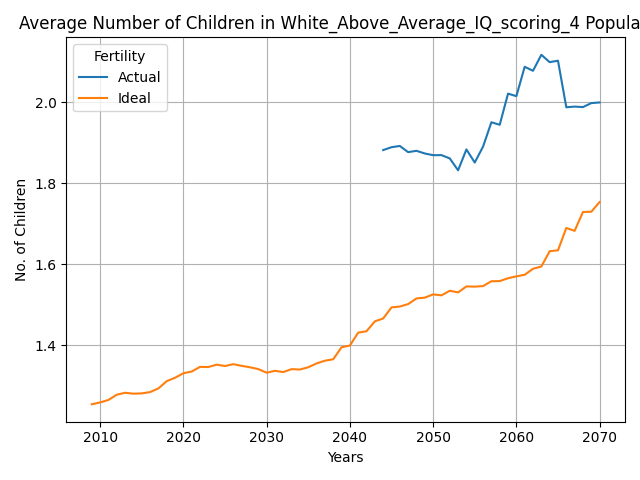 Average Number of Children in White_Above_Average_IQ_scoring_4 Popula
Fertility
Actual
Ideal
2.0
1.8
1.6
1.4
No. of Children
2010 2020 2030 2040 2050 2060 2070
Years